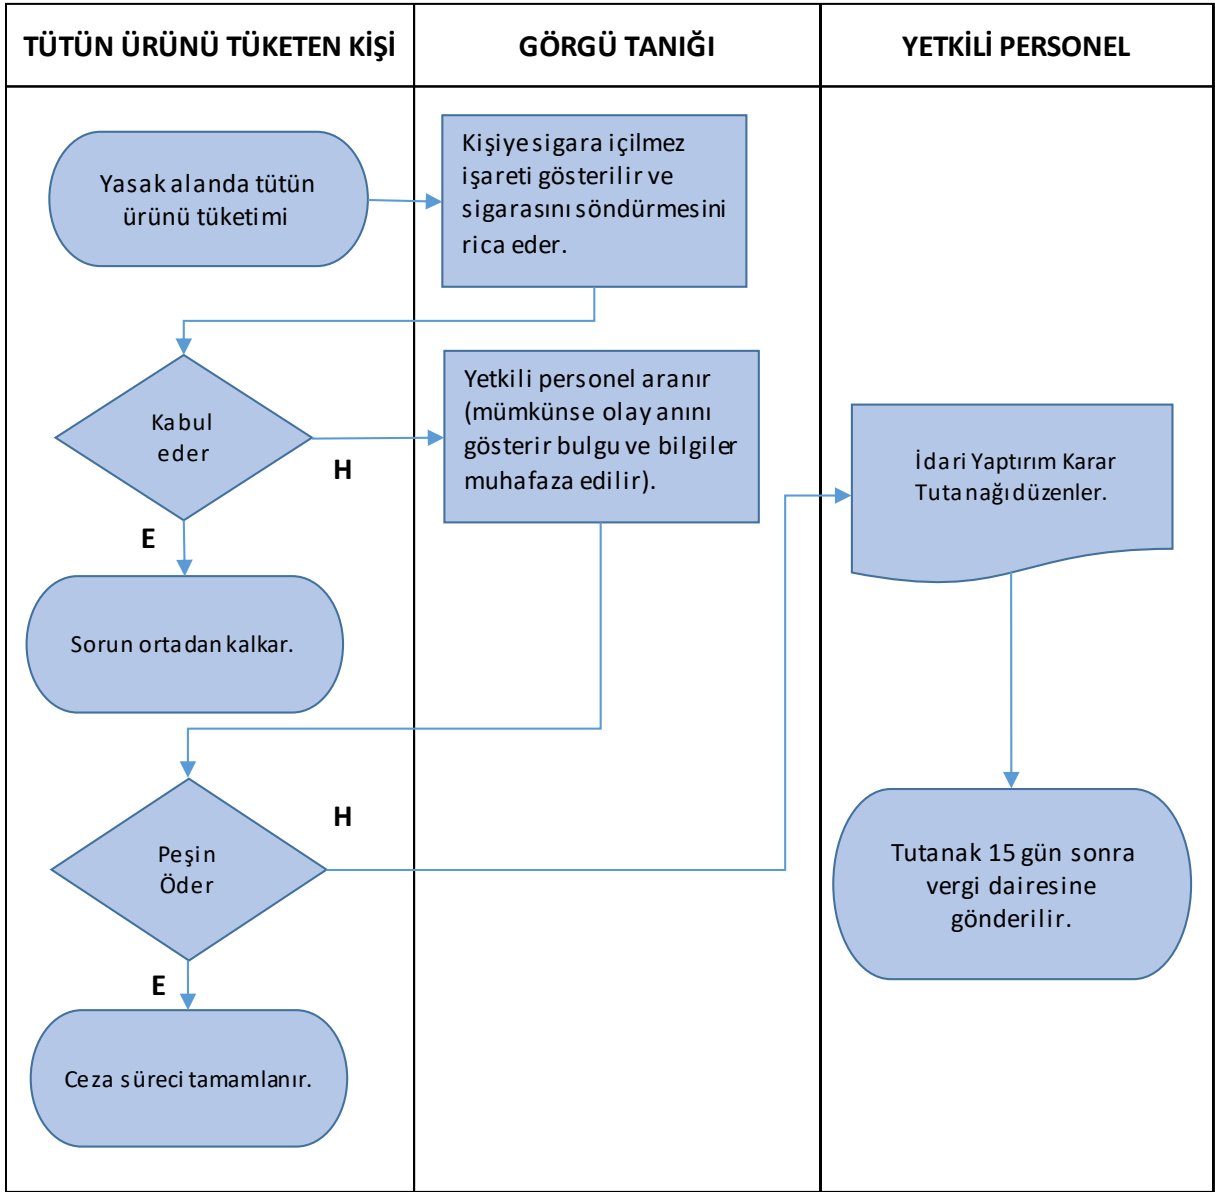 TÜTÜN ÜRÜNÜ TÜKETEN KİŞİ
GÖRGÜ TANIĞI
YETKİLİ PERSONEL
Yasak alanda tütün
ürünü tüketimi
Kişiye sigara içilmez
işareti gösterilir ve
sigarasını söndürmesini
rica eder.
Kabul
eder
H
E
Yetkili personel aranır
(mümkünse olay anını
gösterir bulgu ve bilgiler
muhafaza edilir).
İdari Yaptırım Karar
Tutanağı düzenler.
Sorun ortadan kalkar.
Peşin
Öder
H
E
Tutanak 15 gün sonra
vergi dairesine
gönderilir.
Ceza süreci tamamlanır.